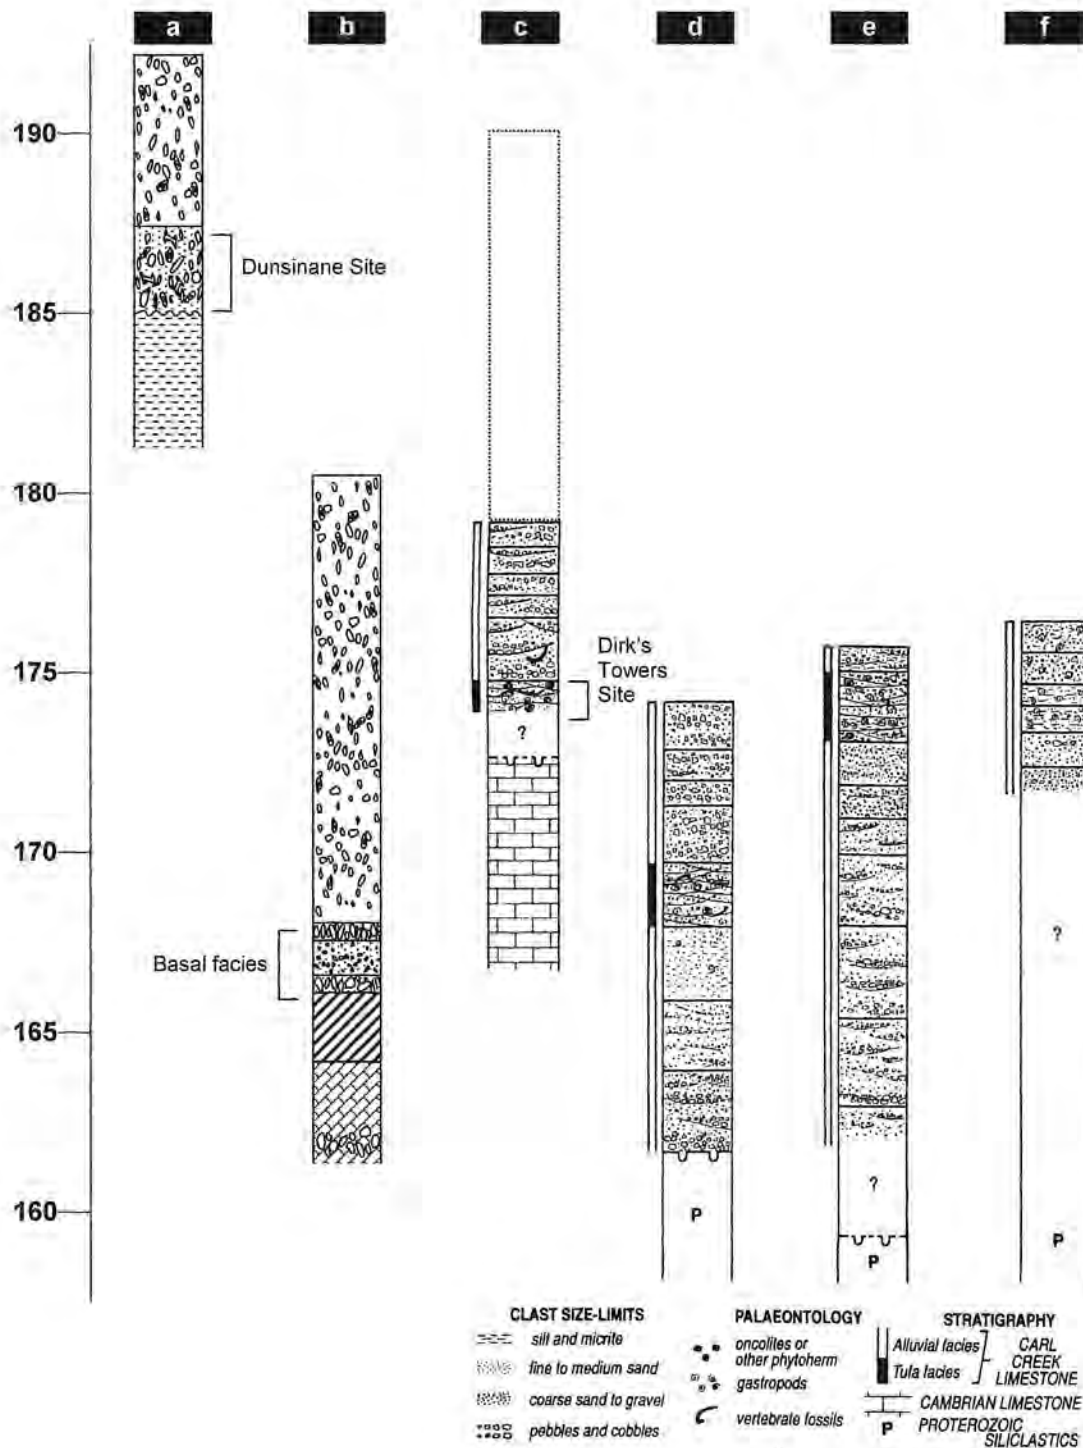 a b c d e f
190
Dunsinane Site
185
180
Dirk's
Towers
Site
175
?
170
Basal facies
?
165
?
160
P
P
P
CLAST SIZE-LIMITS
silt and micrite
fine to medium sand
coarse sand to gravel
pebbles and cobbles
PALAEONTOLOGY
oncolites or
other phytoherm
gastropods
vertebrate fossils
STRATIGRAPHY
Alluvial facies
Tufa facies
CARL
CREEK
LIMESTONE
CAMBRIAN LIMESTONE
P PROTEROZOIC
SILICLASTICS